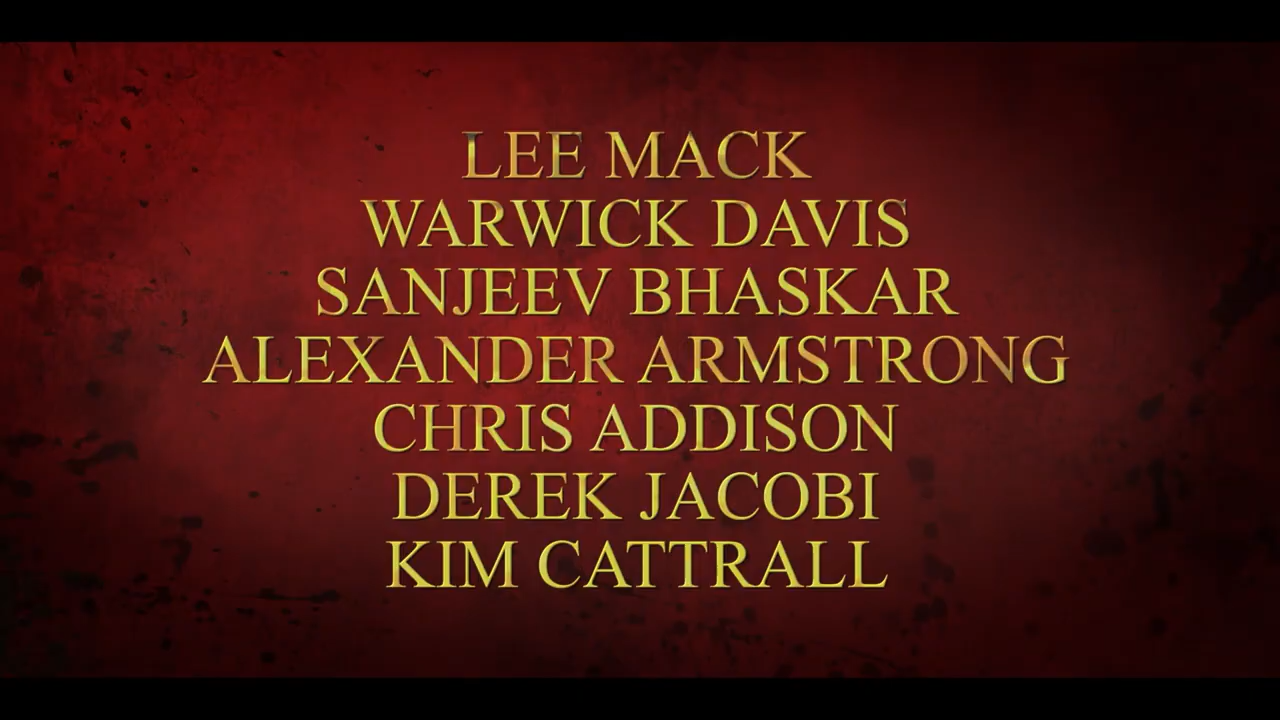 LEE MACK
WARWICK DAVIS
SANJEEV BHASKAR
ALEXANDER ARMSTRONG
CHRIS ADDISON
DEREK JACOBI
KIM CATTRALL